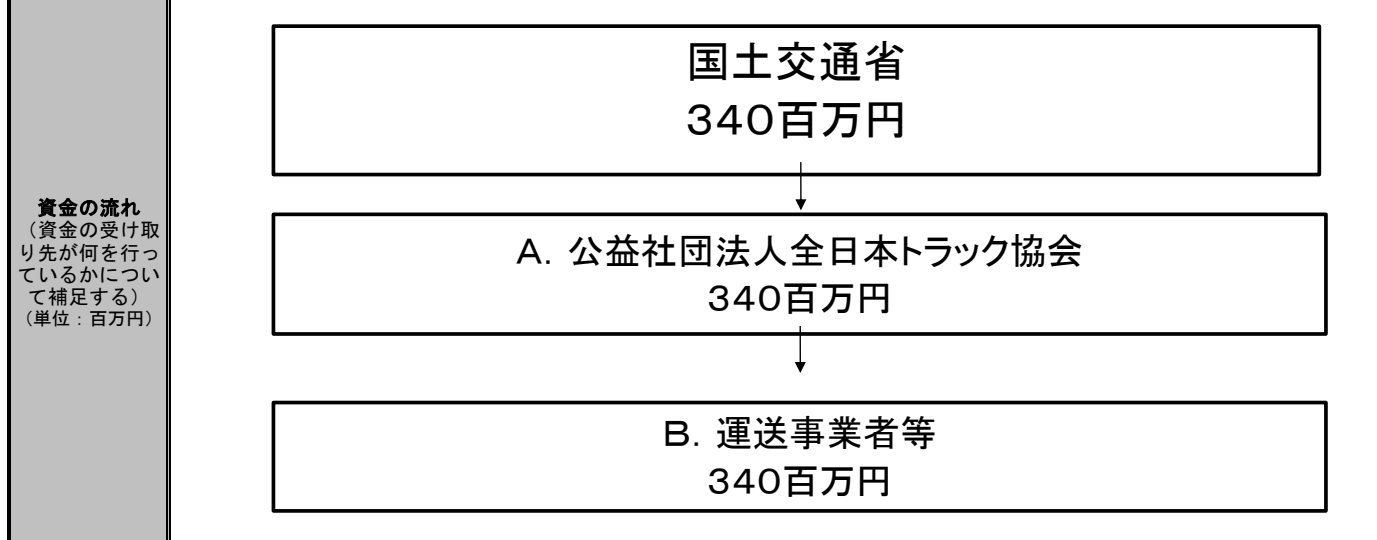 資金の流れ
（資金の受け取
り先が何を行っ
ているかについ
て補足する）
（単位：百万円）
国土交通省
３４０百万円
Ａ．公益社団法人全日本トラック協会
３４０百万円
Ｂ．運送事業者等
３４０百万円